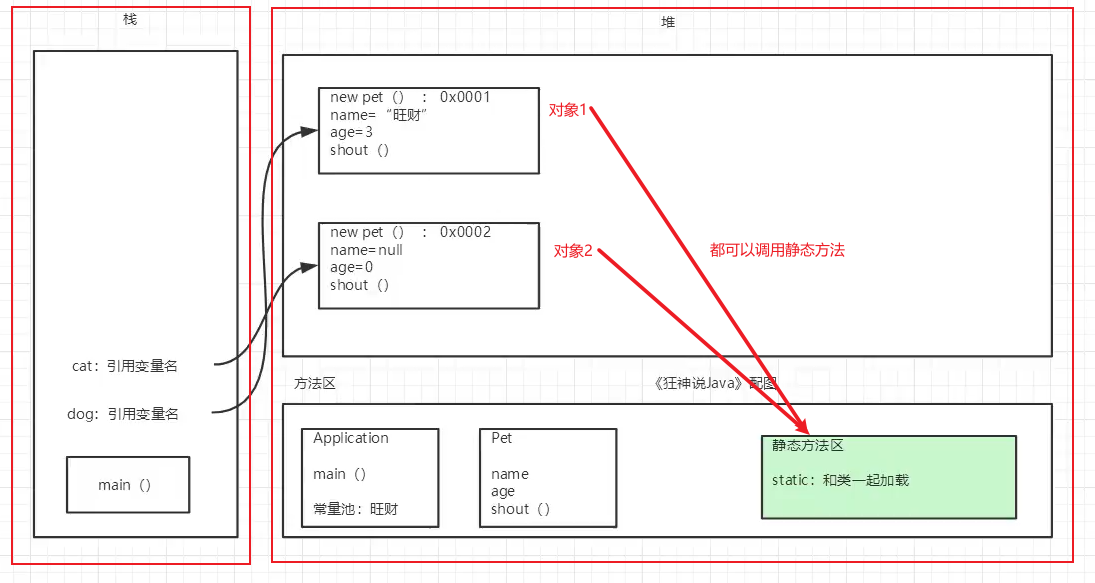 栈
堆
new pet（） ： 0x0001
name=“旺财”
age=3
shout（）
对象1
new pet（） ： 0x0002
name=null
age=0
shout（）
对象2
都可以调用静态方法
cat：引用变量名
dog：引用变量名
main（）
方法区
《狂神说Java》配图
Application
main（）
常量池：旺财
Pet
name
age
shout（）
静态方法区
static：和类一起加载